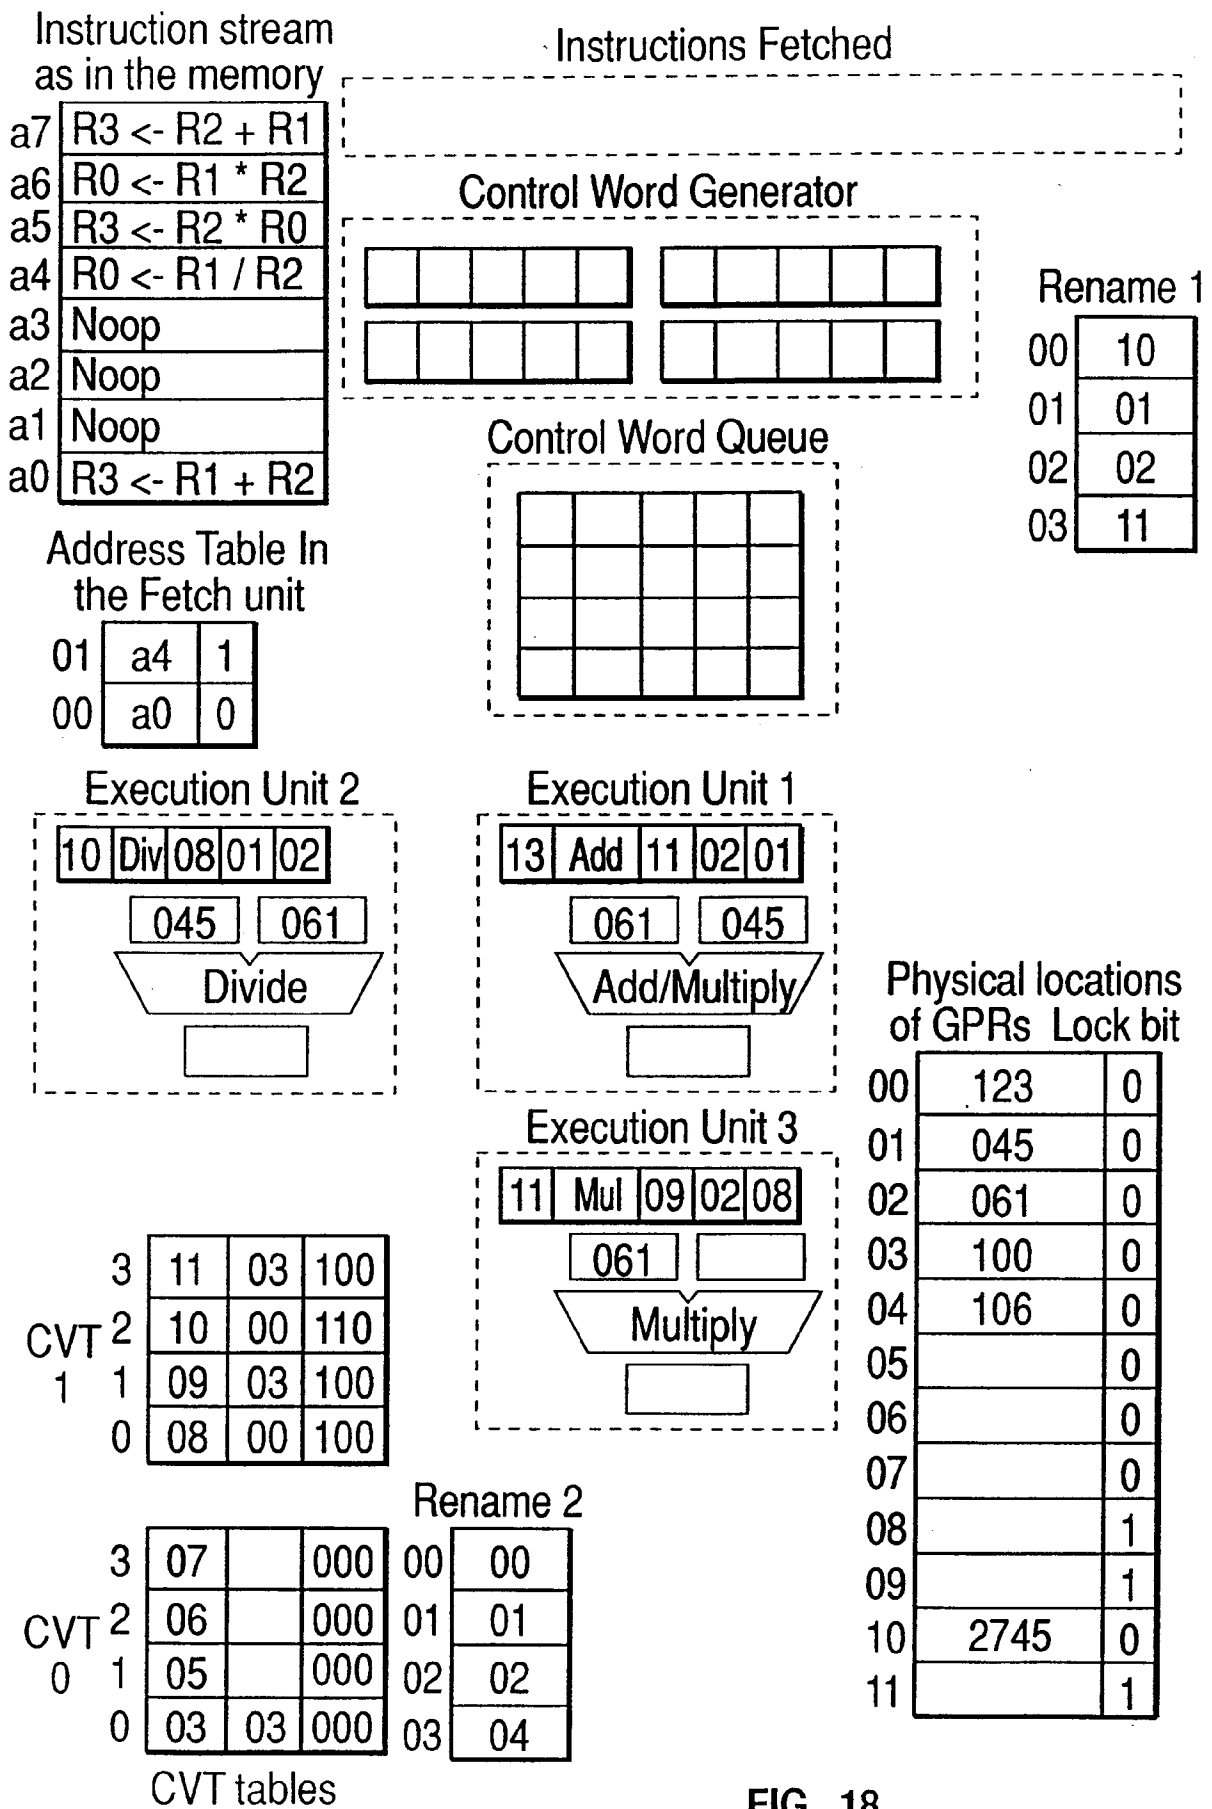 Instruction stream
as in the memory
a7 R3 <- R2 + R1
a6 R0 <- R1 * R2
a5 R3 <- R2 * R0
a4 R0 <- R1 / R2
a3 Noop
a2 Noop
a1 Noop
a0 R3 <- R1 + R2
Instructions Fetched
Control Word Generator
Control Word Queue
Rename 1
00 10
01 01
02 02
03 11
Address Table In
the Fetch unit
01 a4 1
00 a0 0
Execution Unit 2
10 Div 08 01 02
045 061
Divide
Execution Unit 1
13 Add 11 02 01
061 045
Add/Multiply
Execution Unit 3
11 Mul 09 02 08
061
Multiply
Physical locations
of GPRs Lock bit
00 123 0
01 045 0
02 061 0
03 100 0
04 106 0
05 0
06 0
07 0
08 1
09 1
10 2745 0
11 1
CVT
1
3 11 03 100
2 10 00 110
1 09 03 100
0 08 00 100
CVT
0
3 07 000
2 06 000
1 05 000
0 03 03 000
CVT tables
Rename 2
00 00
01 01
02 02
03 04
FIG. 18